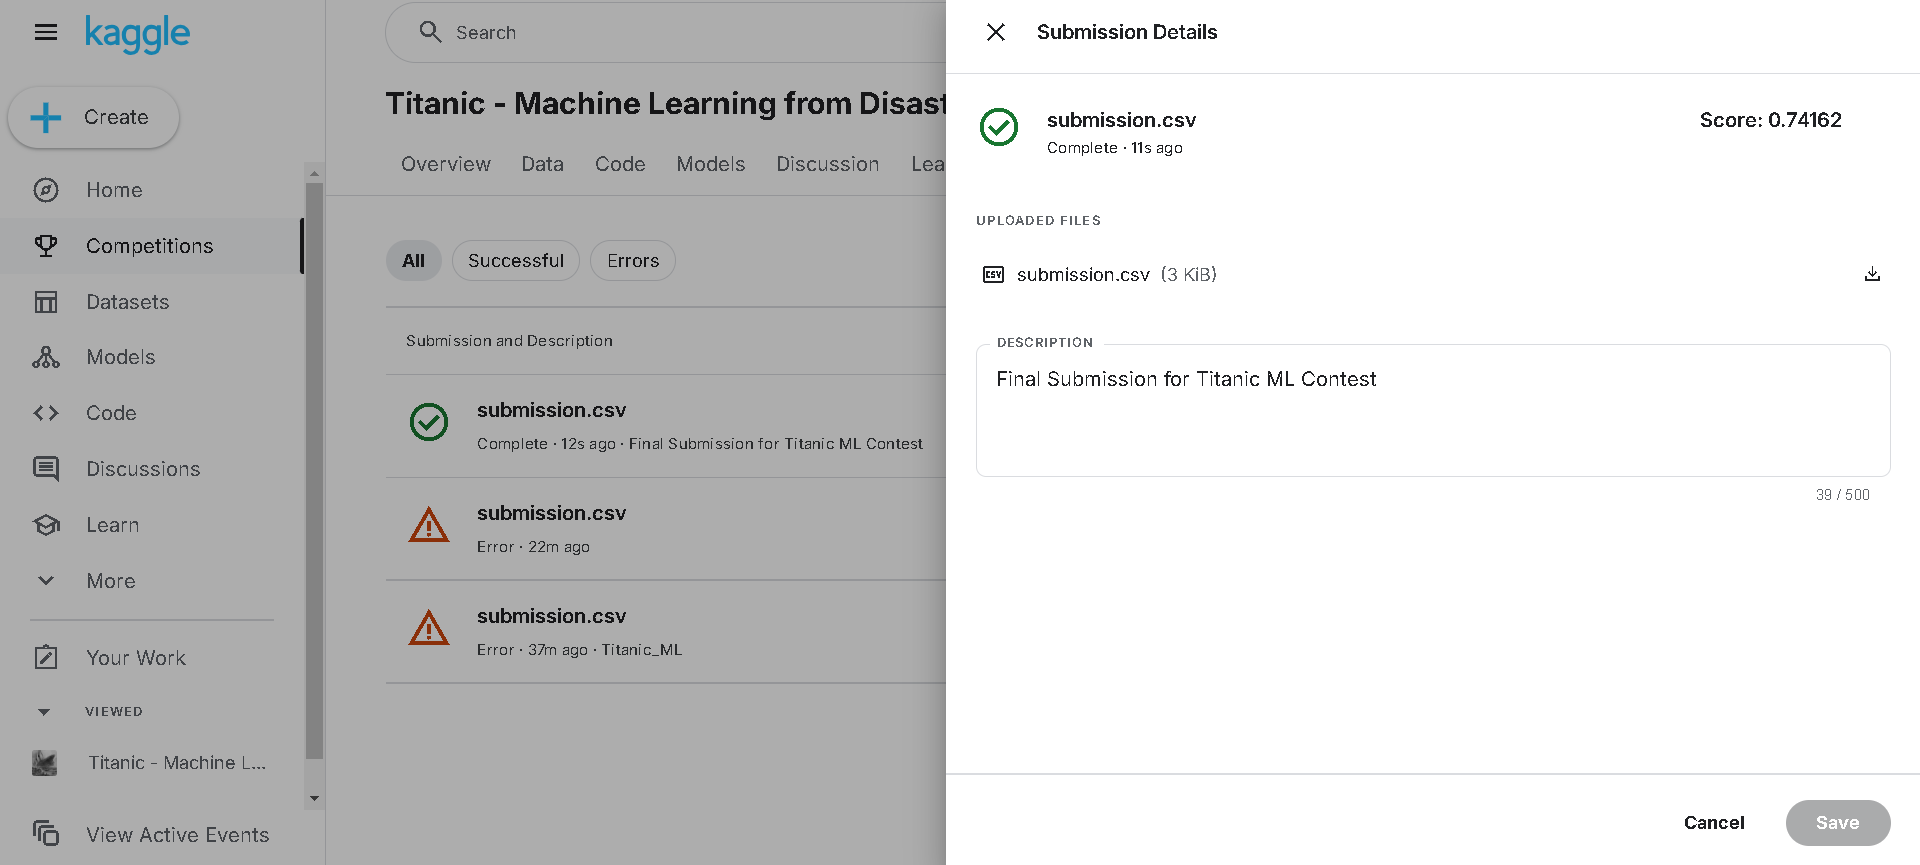 kaggle
Create
Home
Competitions
Datasets
Models
Code
Discussions
Learn
More
Your Work
VIEWED
Titanic - Machine L...
View Active Events
Search
Titanic - Machine Learning from Disast
Overview Data Code Models Discussion Lea
All Successful Errors
Submission and Description
submission.csv
Complete · 12s ago · Final Submission for Titanic ML Contest
submission.csv
Error · 22m ago
submission.csv
Error · 37m ago · Titanic_ML
Submission Details
submission.csv Score: 0.74162
Complete · 11s ago
UPLOADED FILES
CSV submission.csv (3 KiB)
DESCRIPTION
Final Submission for Titanic ML Contest
39 / 500
Cancel Save